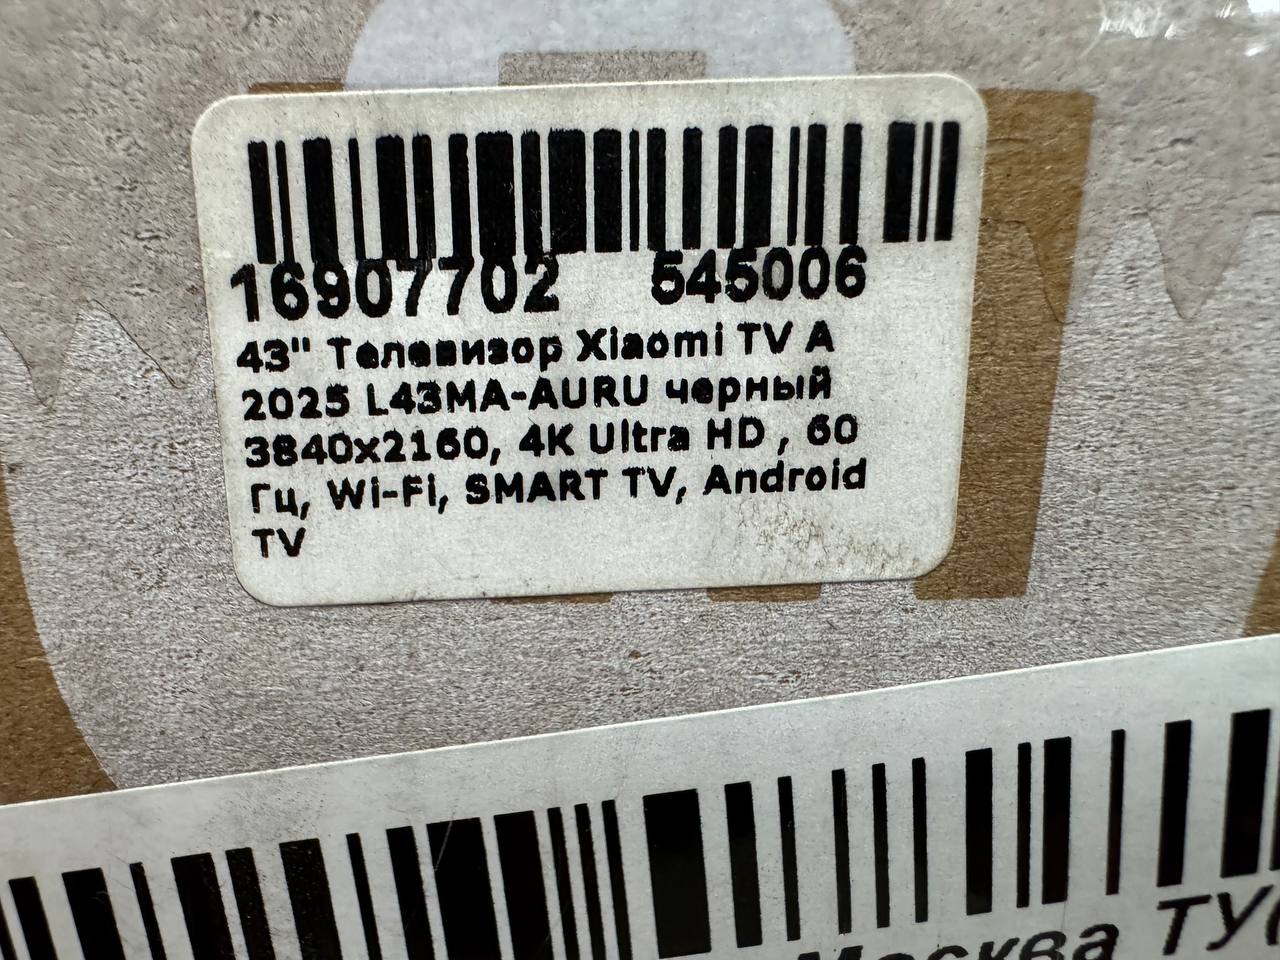 16907702 545006
43" Телевизор Xiaomi TV A
2025 L43MA-AURU черный
3840x2160, 4K Ultra HD , 60
Гц, Wi-Fi, SMART TV, Android
TV
Москва